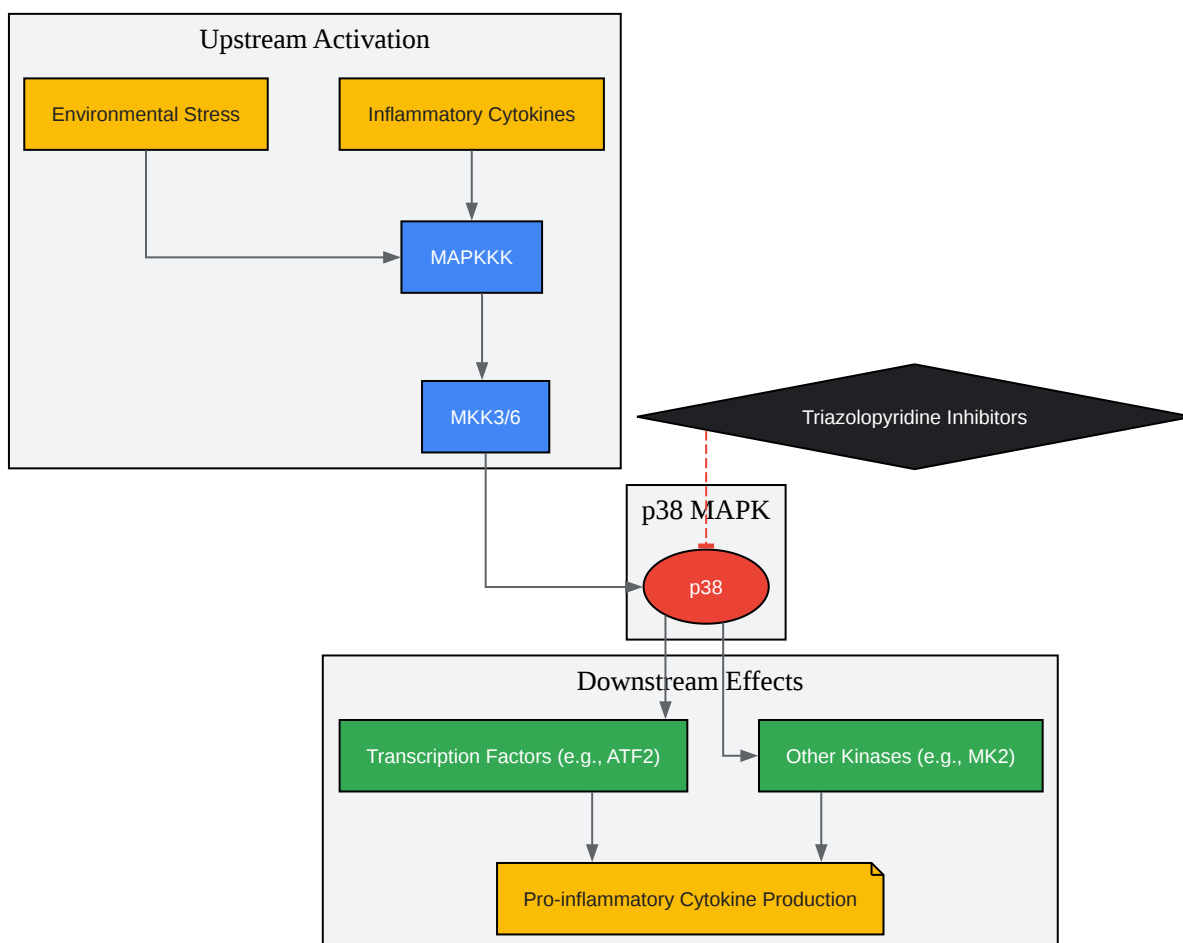 Upstream Activation
Environmental Stress
Inflammatory Cytokines
MAPKKK
MKK3/6
Triazolopyridine Inhibitors
p38 MAPK
p38
Downstream Effects
Transcription Factors (e.g., ATF2)
Other Kinases (e.g., MK2)
Pro-inflammatory Cytokine Production